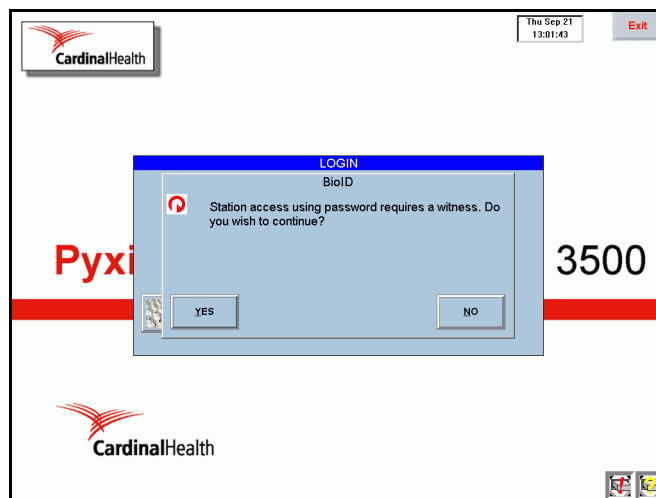 CardinalHealth
Thu Sep 21
13:01:43
Exit
LOGIN
BioID
Station access using password requires a witness. Do
you wish to continue?
Pyxi 3500
YES
NO
CardinalHealth